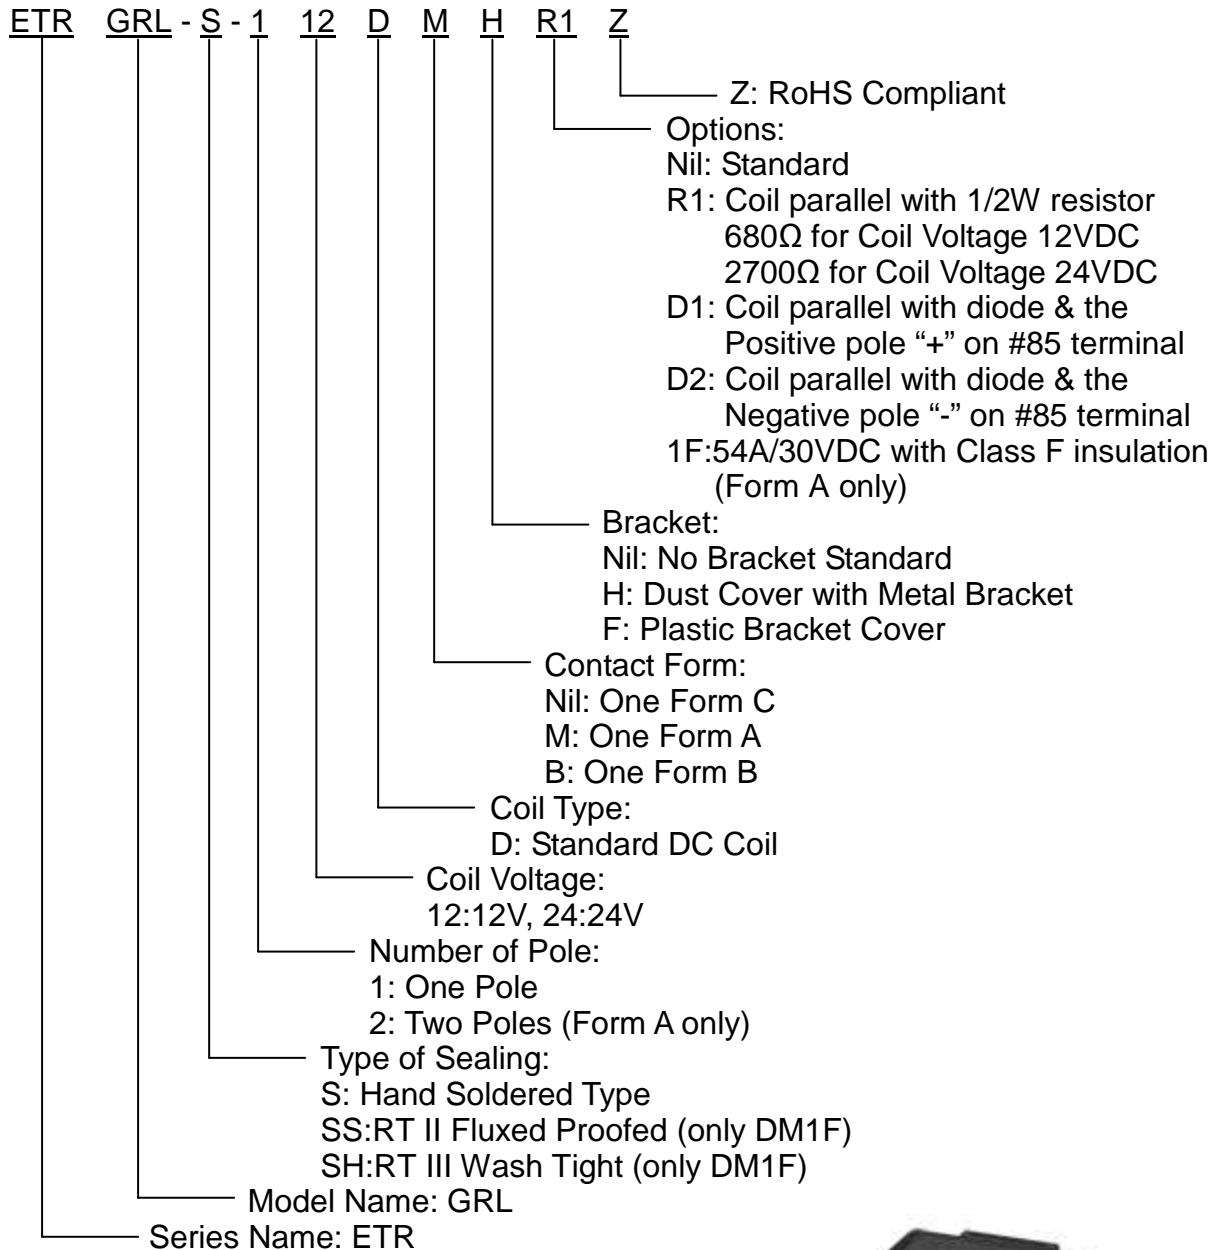 ETR GRL - S - 1 12 D M H R1 Z
Z: RoHS Compliant
Options:
Nil: Standard
R1: Coil parallel with 1/2W resistor
680Ω for Coil Voltage 12VDC
2700Ω for Coil Voltage 24VDC
D1: Coil parallel with diode & the
Positive pole “+” on #85 terminal
D2: Coil parallel with diode & the
Negative pole “-” on #85 terminal
1F:54A/30VDC with Class F insulation
(Form A only)
Bracket:
Nil: No Bracket Standard
H: Dust Cover with Metal Bracket
F: Plastic Bracket Cover
Contact Form:
Nil: One Form C
M: One Form A
B: One Form B
Coil Type:
D: Standard DC Coil
Coil Voltage:
12:12V, 24:24V
Number of Pole:
1: One Pole
2: Two Poles (Form A only)
Type of Sealing:
S: Hand Soldered Type
SS:RT II Fluxed Proofed (only DM1F)
SH:RT III Wash Tight (only DM1F)
Model Name: GRL
Series Name: ETR